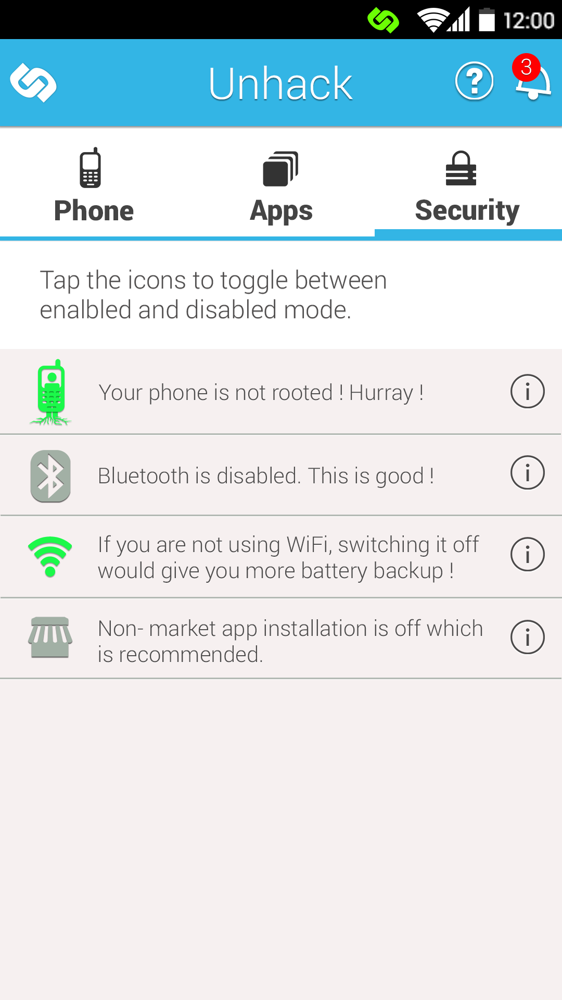 12:00
Unhack
?
3
Phone
Apps
Security
Tap the icons to toggle between
enalbled and disabled mode.
Your phone is not rooted ! Hurray !
i
Bluetooth is disabled. This is good !
i
If you are not using WiFi, switching it off
would give you more battery backup !
i
Non- market app installation is off which
is recommended.
i